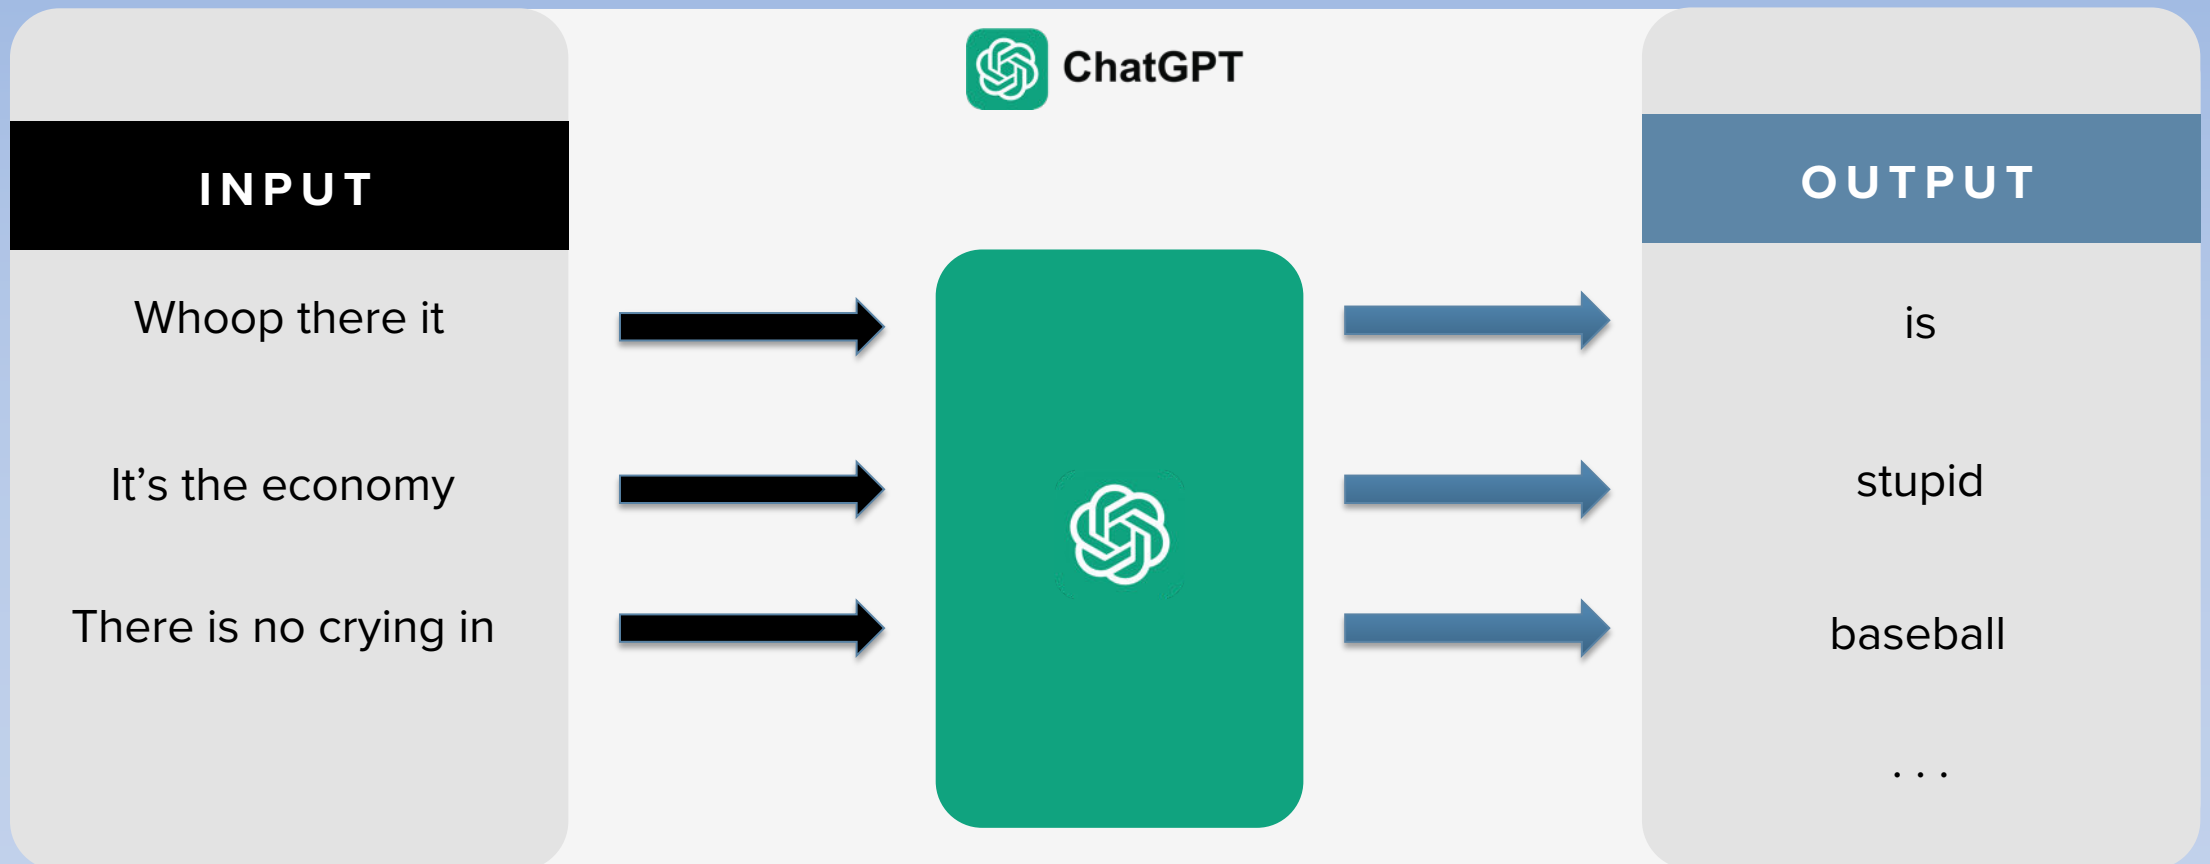 ChatGPT
INPUT
OUTPUT
Whoop there it
is
It’s the economy
stupid
There is no crying in
baseball
. . .